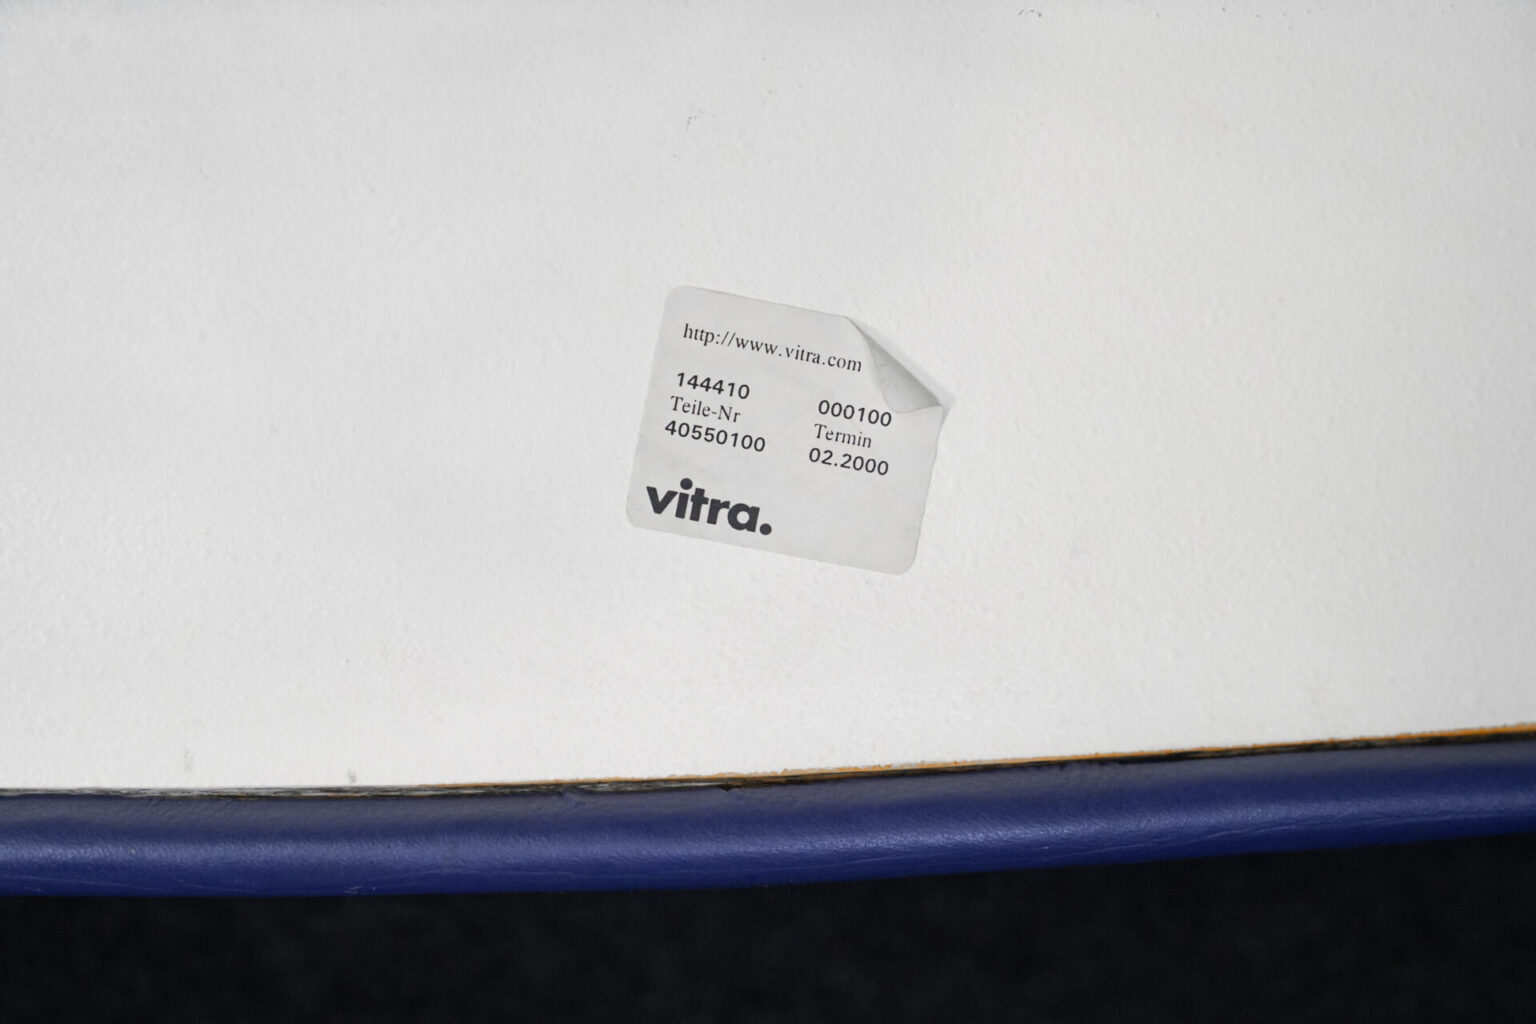 http://www.vitra.com
144410 000100
Teile-Nr Termin
40550100 02.2000
vitra.